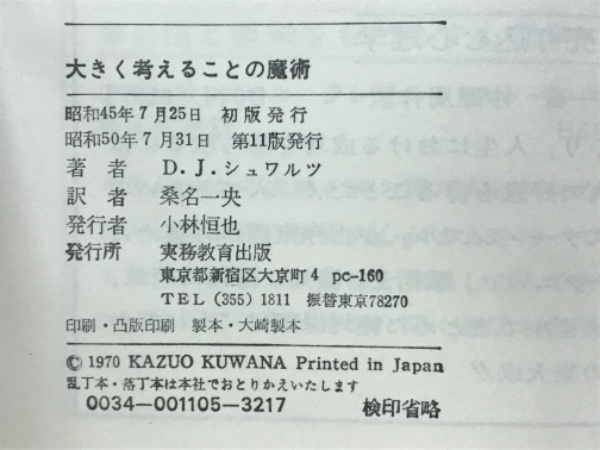 大きく考えることの魔術
昭和45年7月25日 初版発行
昭和50年7月31日 第11版発行
著者 D.J.シュワルツ
訳者 桑名一央
発行者 小林恒也
発行所 実務教育出版
東京都新宿区大京町4 pc-160
TEL (355) 1811 振替東京78270
印刷・凸版印刷 製本・大崎製本
© 1970 KAZUO KUWANA Printed in Japan
乱丁本・落丁本は本社でおとりかえいたします
0034-001105-3217 検印省略